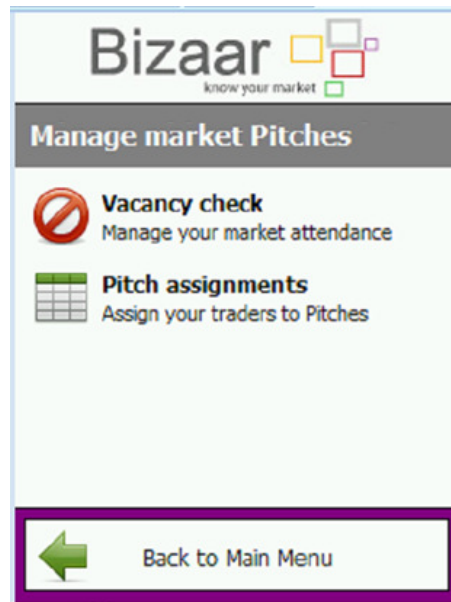 Bizaar
know your market
Manage market Pitches
Vacancy check
Manage your market attendance
Pitch assignments
Assign your traders to Pitches
Back to Main Menu